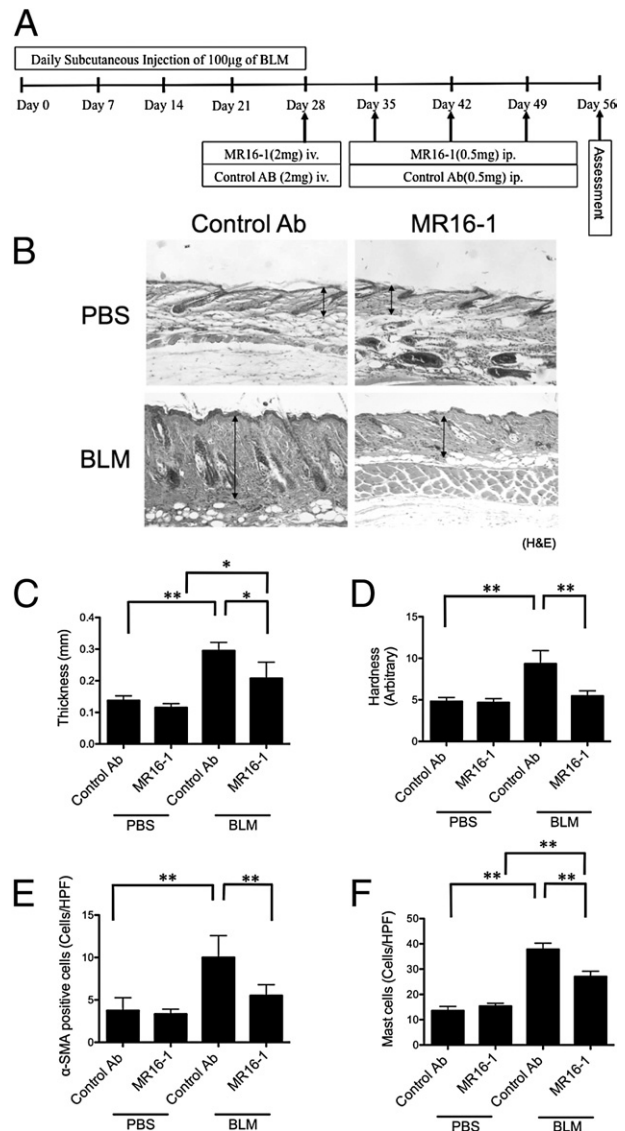 A
Daily Subcutaneous Injection of 100μg of BLM
Day 0 Day 7 Day 14 Day 21 Day 28 Day 35 Day 42 Day 49 Day 56
MR16-1(2mg) iv. MR16-1(0.5mg) ip.
Control AB (2mg) iv. Control Ab(0.5mg) ip.
Assessment
Control Ab MR16-1
B
PBS
BLM
(H&E)
C
** * *
Thickness (mm)
0.4
0.3
0.2
0.1
0.0
Control Ab MR16-1 Control Ab MR16-1
PBS BLM
D
** **
Hardness
(Arbitrary)
15
10
5
0
Control Ab MR16-1 Control Ab MR16-1
PBS BLM
E
** **
α-SMA positive cells (Cells/HPF)
15
10
5
0
Control Ab MR16-1 Control Ab MR16-1
PBS BLM
F
** ** **
Mast cells (Cells/HPF)
50
40
30
20
10
0
Control Ab MR16-1 Control Ab MR16-1
PBS BLM